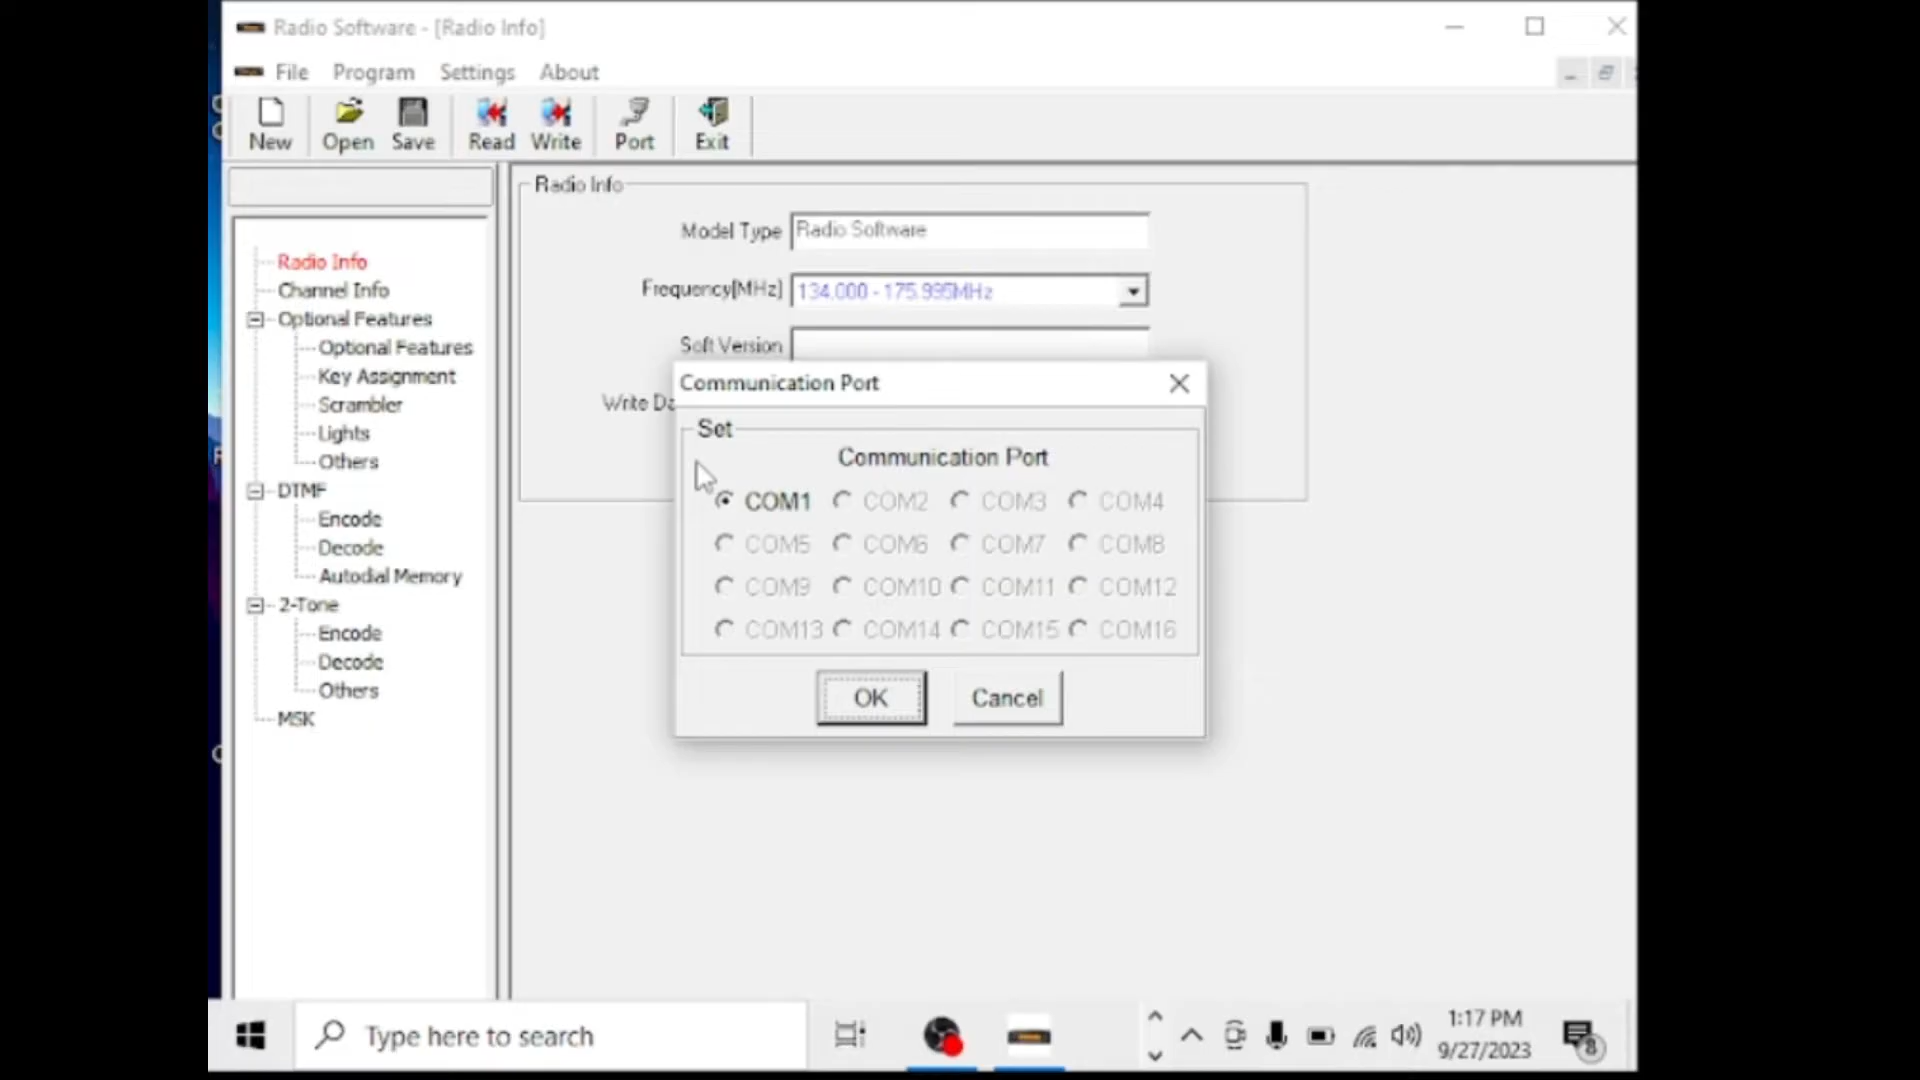 Radio Software - [Radio Info]
File Program Settings About
New Open Save Read Write Port Exit
Radio Info
Channel Info
Optional Features
Optional Features
Key Assignment
Scrambler
Lights
Others
DTMF
Encode
Decode
Autodial Memory
2-Tone
Encode
Decode
Others
MSK
Radio Info
Model Type Radio Software
Frequency[MHz] 134.000 - 175.995MHz
Soft Version
Write Da
Communication Port
Set
Communication Port
COM1 COM2 COM3 COM4
COM5 COM6 COM7 COM8
COM9 COM10 COM11 COM12
COM13 COM14 COM15 COM16
OK Cancel
Type here to search
1:17 PM
9/27/2023
8